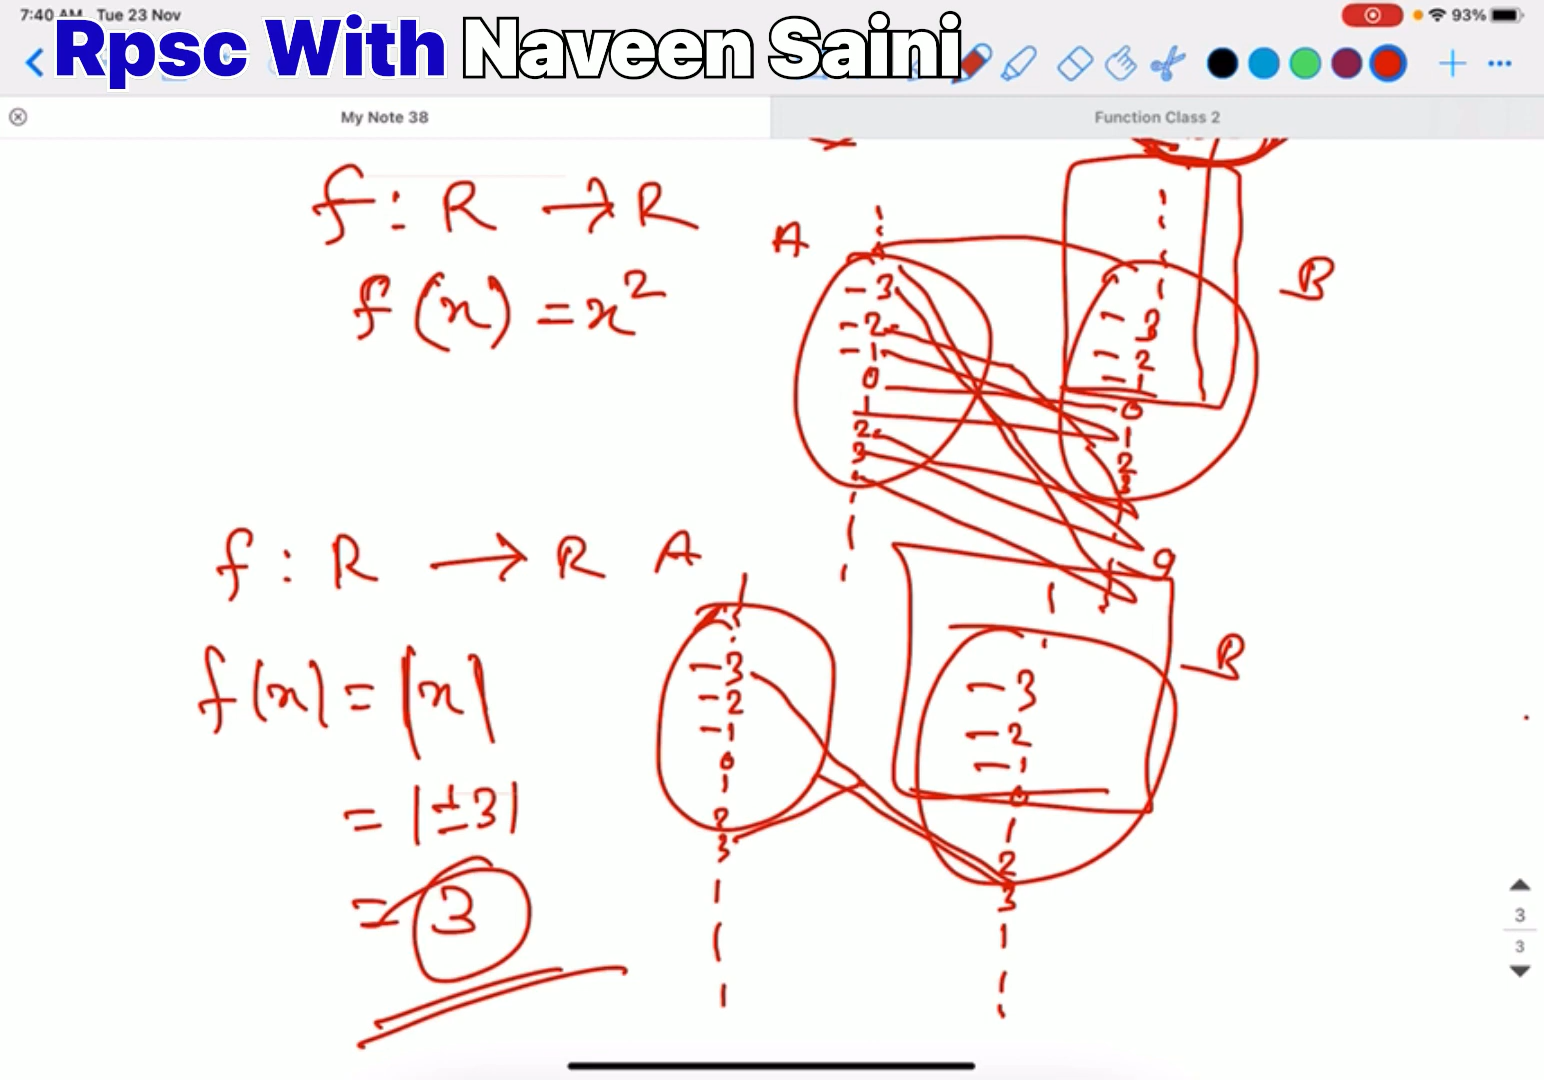 7:40 AM Tue 23 Nov
93%
Rpsc With Naveen Saini
My Note 38
Function Class 2
f : R → R
f(x) = x²
A
-3
-2
-1
0
1
2
3
B
-3
-2
-1
0
1
2
3
9
f : R → R
f(x) = |x|
= |±3|
= 3
A
-3
-2
-1
0
1
2
3
B
-3
-2
-1
0
1
2
3
3
3